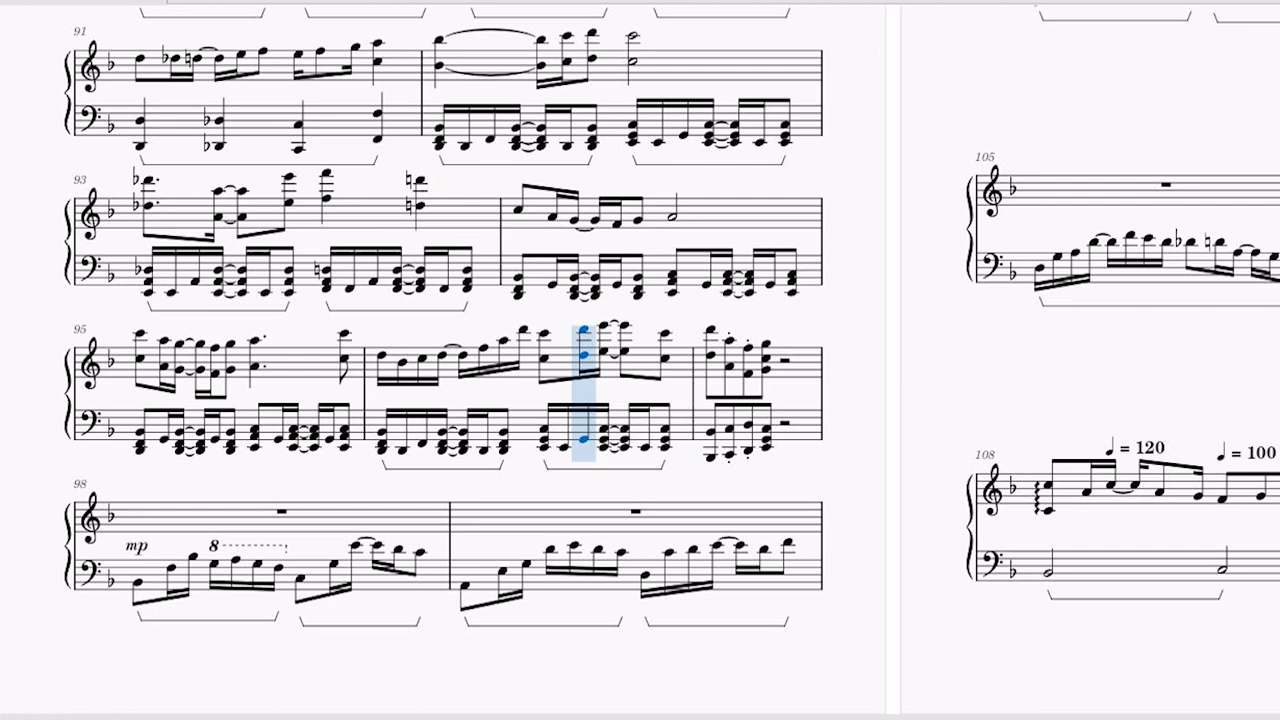 91
93
95
98
mp
8
105
108
♩ = 120
♩ = 100